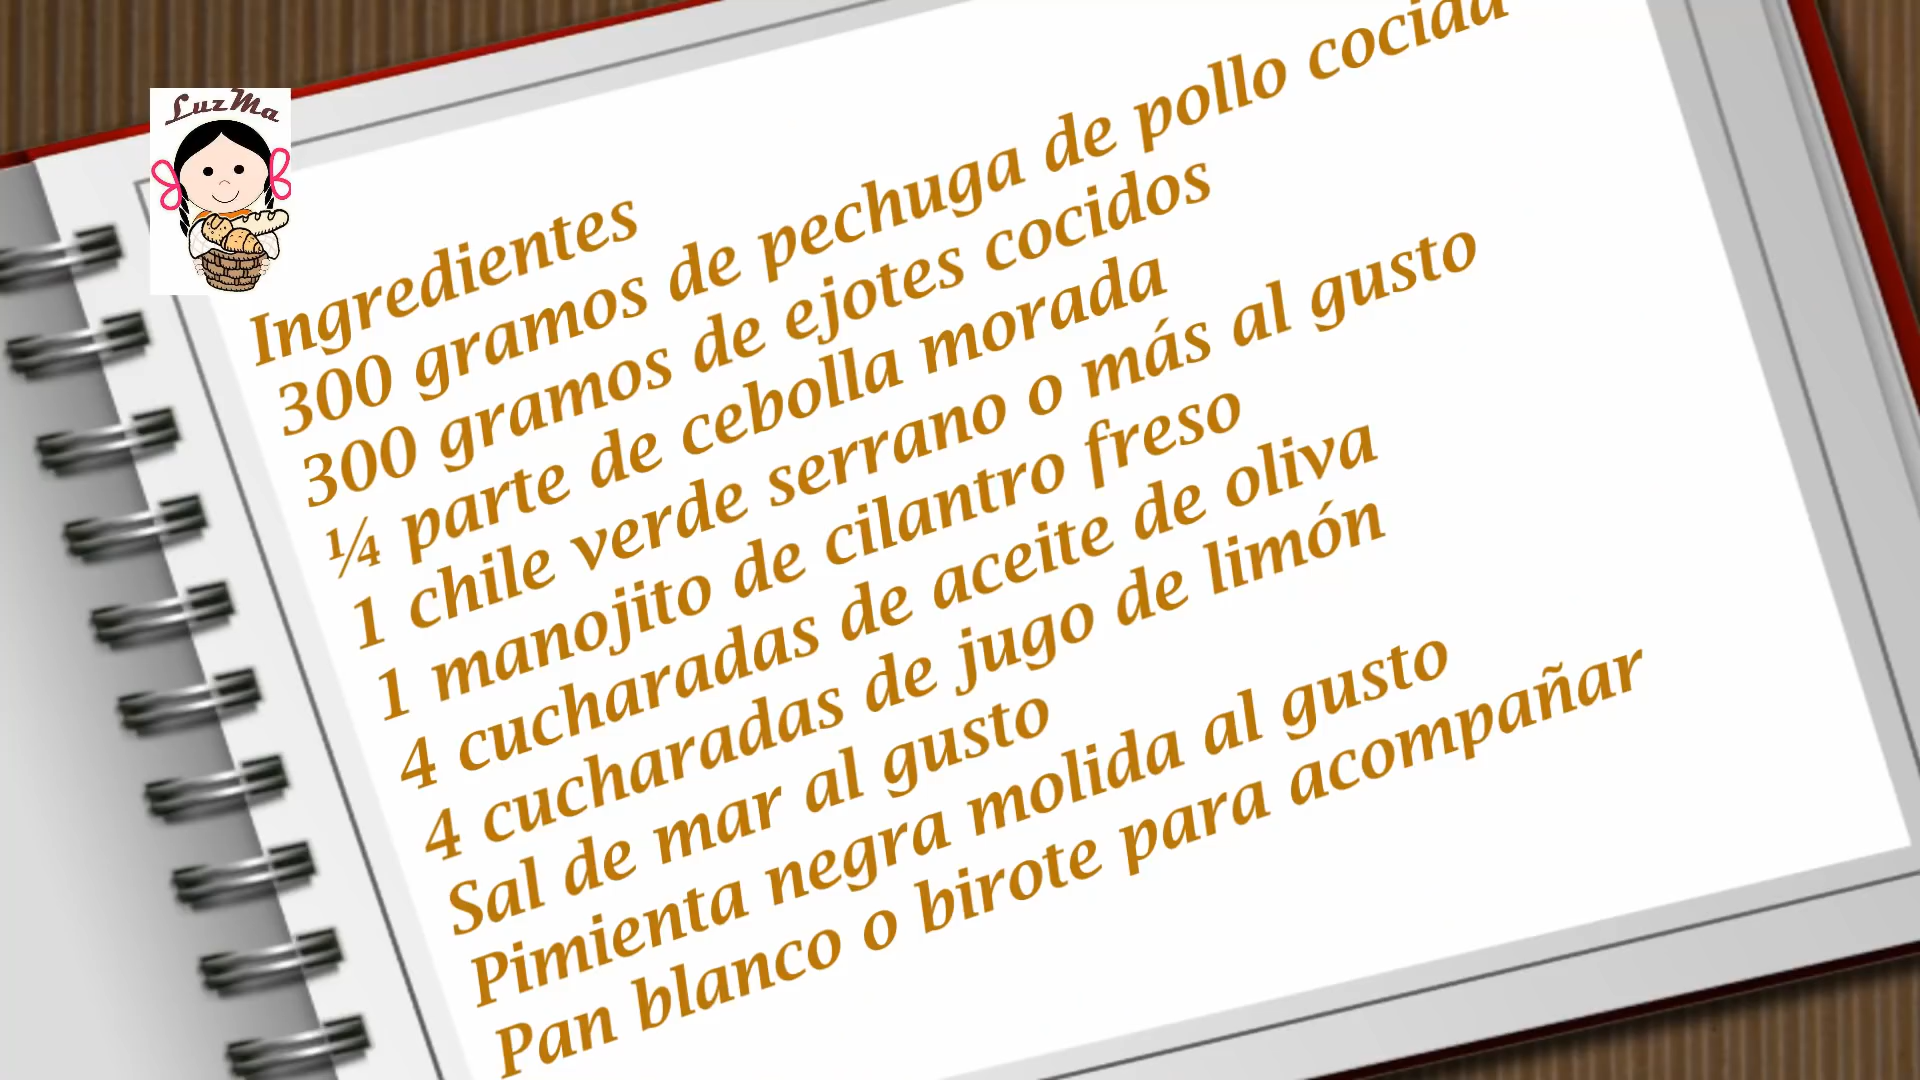 LuzMa
Ingredientes
300 gramos de pechuga de pollo cocida
300 gramos de ejotes cocidos
¼ parte de cebolla morada
1 chile verde serrano o más al gusto
1 manojito de cilantro freso
4 cucharadas de aceite de oliva
4 cucharadas de jugo de limón
Sal de mar al gusto
Pimienta negra molida al gusto
Pan blanco o birote para acompañar